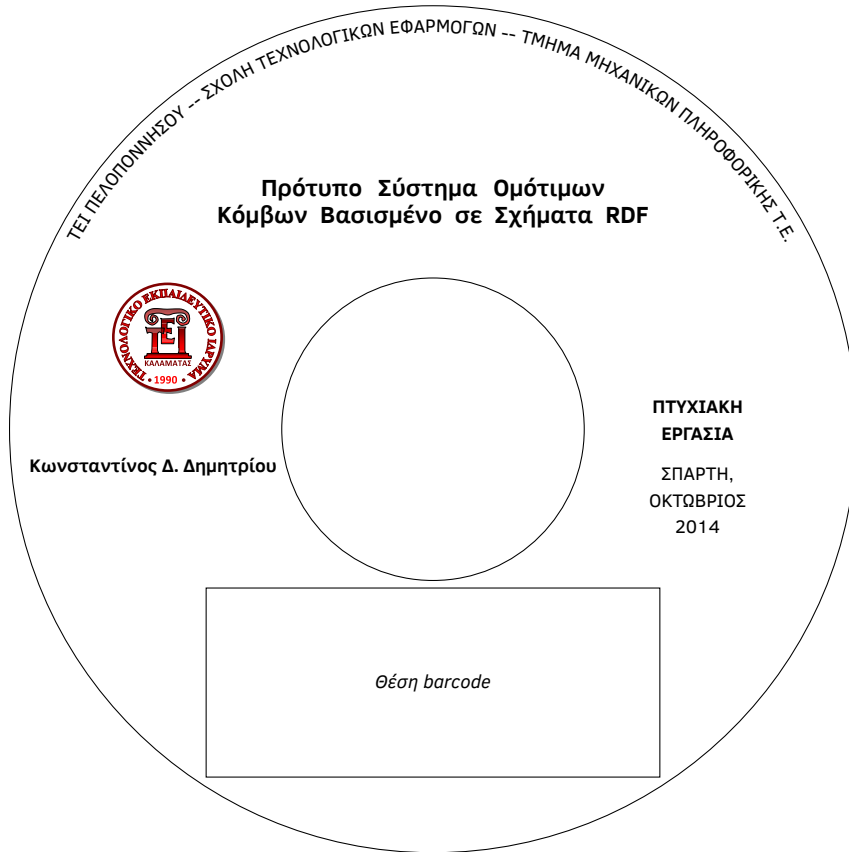 ΤΕΙ ΠΕΛΟΠΟΝΝΗΣΟΥ -- ΣΧΟΛΗ ΤΕΧΝΟΛΟΓΙΚΩΝ ΕΦΑΡΜΟΓΩΝ -- ΤΜΗΜΑ ΜΗΧΑΝΙΚΩΝ ΠΛΗΡΟΦΟΡΙΚΗΣ Τ.Ε.
Πρότυπο Σύστημα Ομότιμων
Κόμβων Βασισμένο σε Σχήματα RDF
ΤΕΧΝΟΛΟΓΙΚΟ ΕΚΠΑΙΔΕΥΤΙΚΟ ΙΔΡΥΜΑ
ΤΕΙ
ΚΑΛΑΜΑΤΑΣ
• 1990 •
Κωνσταντίνος Δ. Δημητρίου
ΠΤΥΧΙΑΚΗ
ΕΡΓΑΣΙΑ
ΣΠΑΡΤΗ,
ΟΚΤΩΒΡΙΟΣ
2014
Θέση barcode